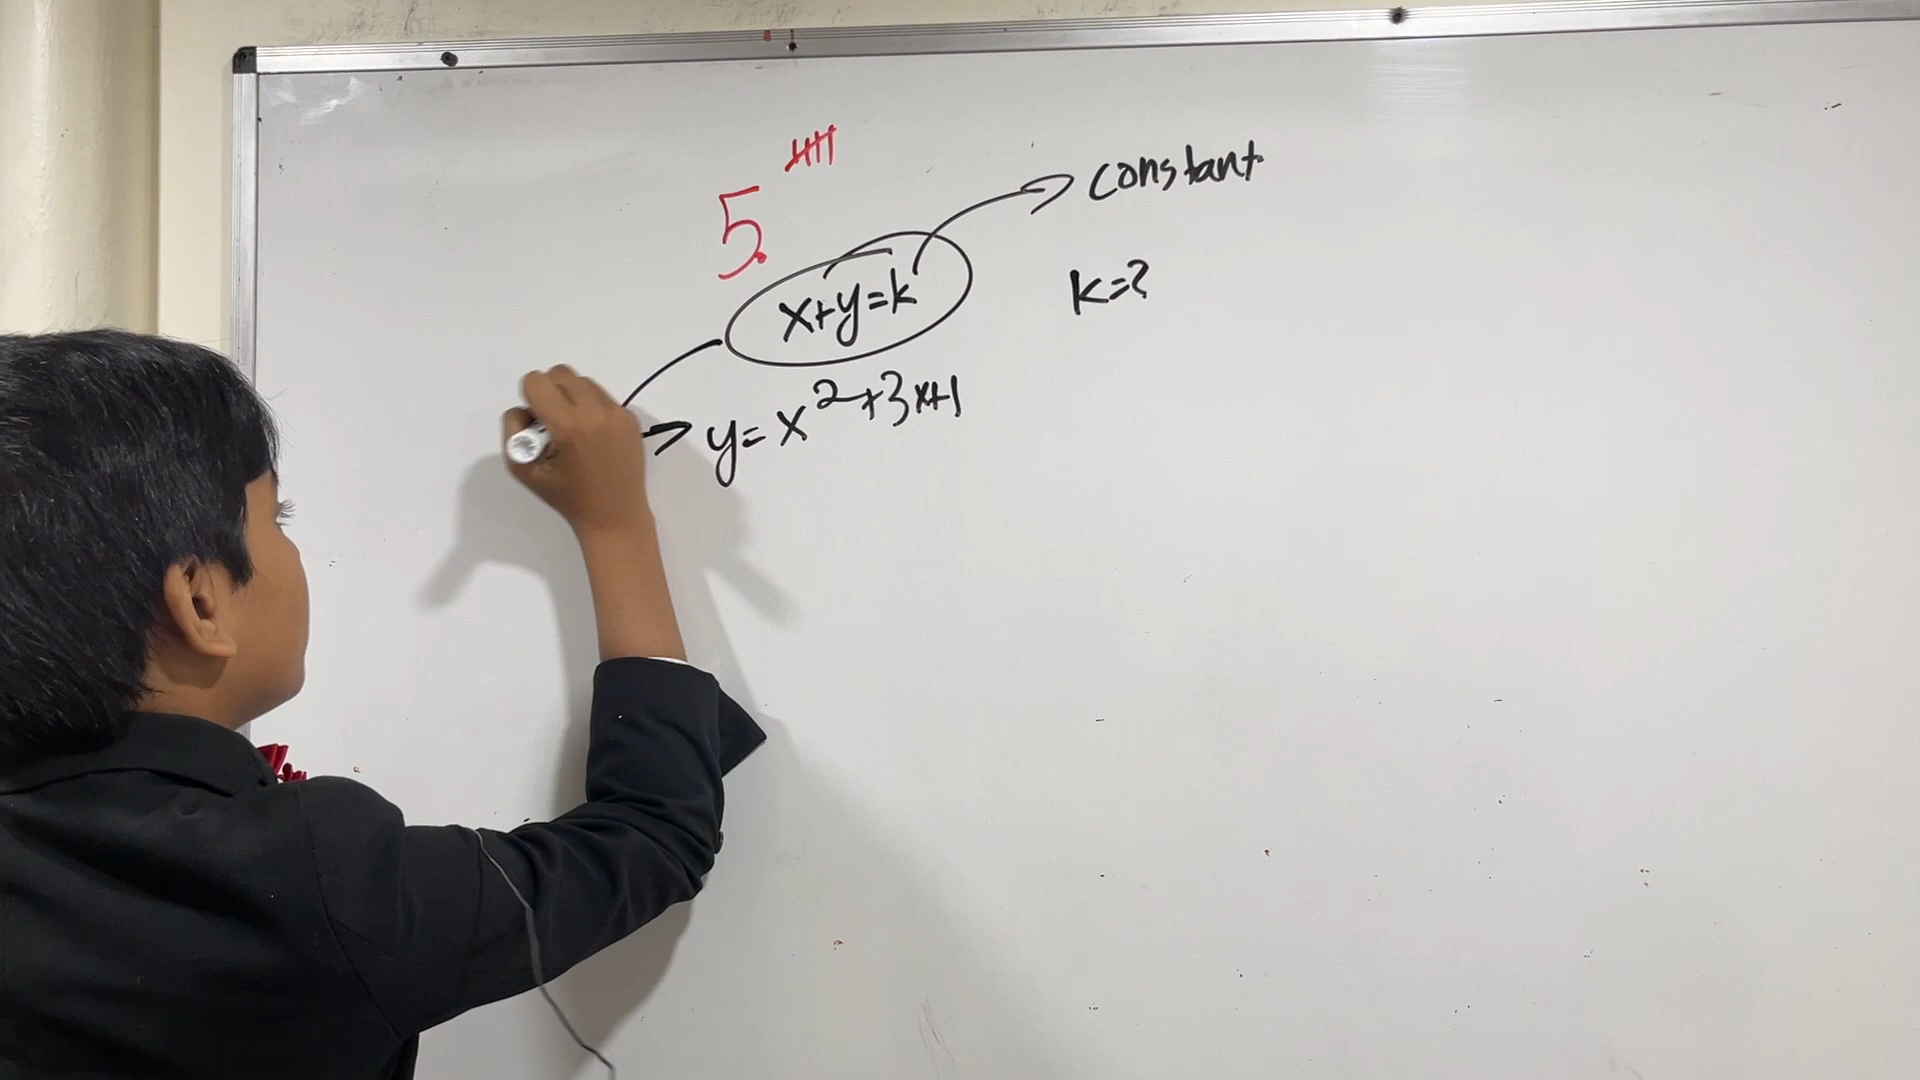 5.
constant
x+y=k
k=?
y=x²+3x+1